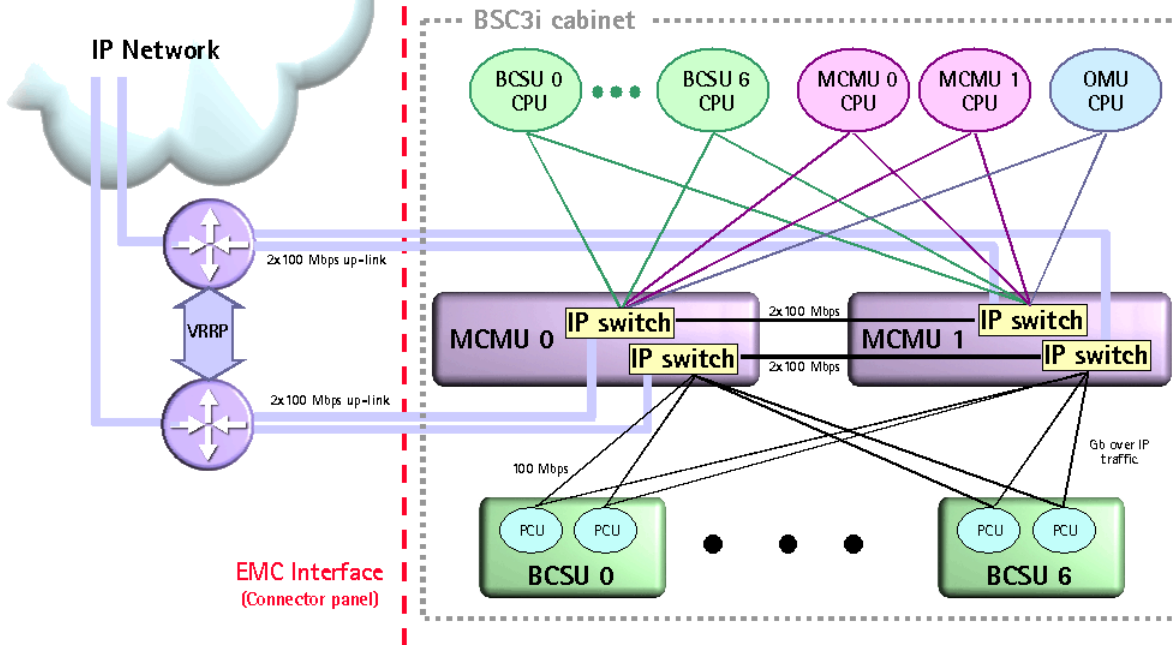 BSC3i cabinet
IP Network
BCSU 0
CPU
BCSU 6
CPU
MCMU 0
CPU
MCMU 1
CPU
OMU
CPU
2x100 Mbps up-link
VRRP
MCMU 0
IP switch
IP switch
2x100 Mbps
2x100 Mbps
MCMU 1
IP switch
IP switch
2x100 Mbps up-link
100 Mbps
Gb over IP
traffic
PCU
PCU
BCSU 0
PCU
PCU
BCSU 6
EMC Interface
(Connector panel)